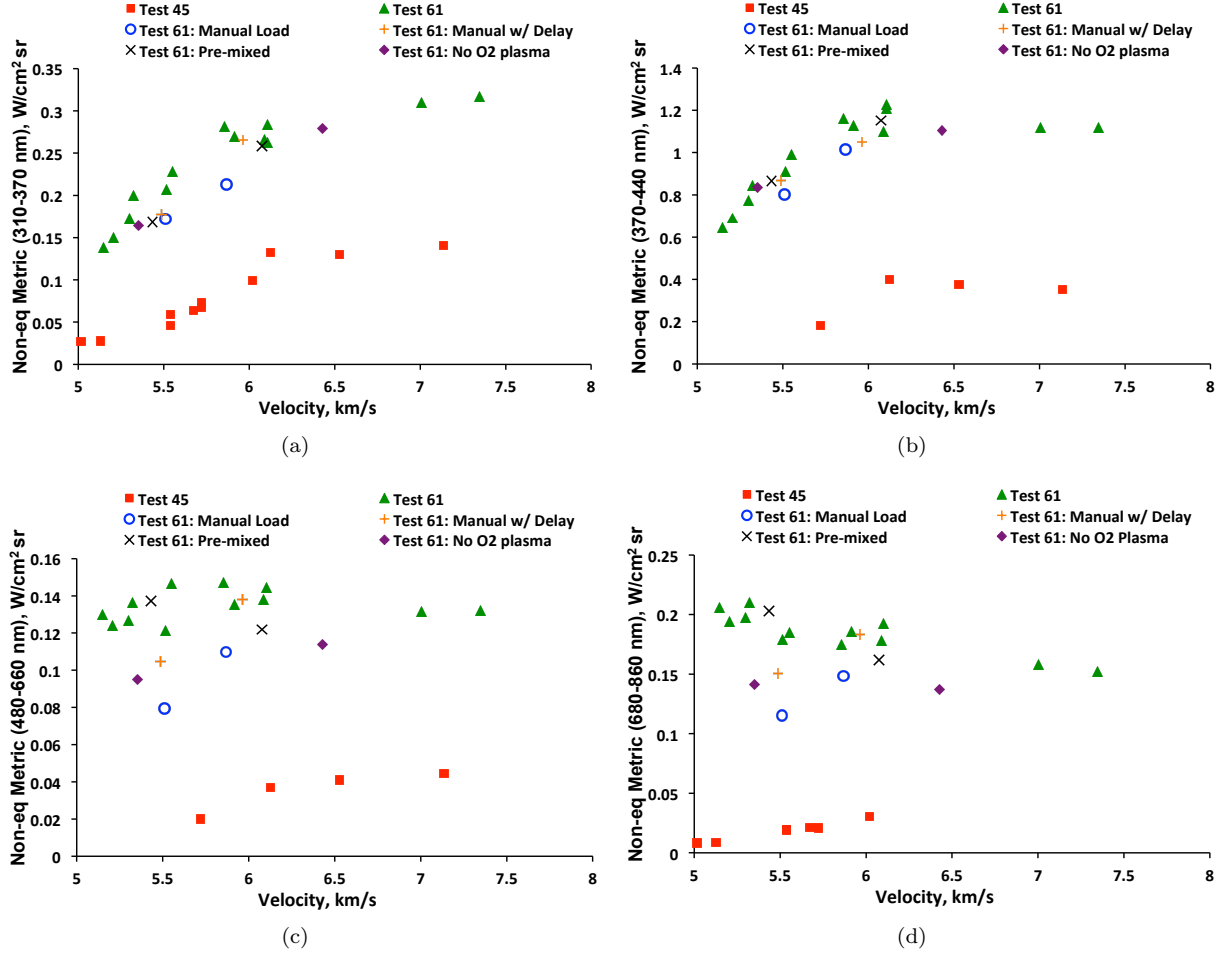 Test 45
Test 61
Test 61: Manual Load
Test 61: Manual w/ Delay
Test 61: Pre-mixed
Test 61: No O2 plasma
Non-eq Metric (310-370 nm), W/cm² sr
0.35
0.3
0.25
0.2
0.15
0.1
0.05
0
5
5.5
6
6.5
7
7.5
8
Velocity, km/s
(a)
Test 45
Test 61
Test 61: Manual Load
Test 61: Manual w/ Delay
Test 61: Pre-mixed
Test 61: No O2 plasma
Non-eq Metric (370-440 nm), W/cm² sr
1.4
1.2
1
0.8
0.6
0.4
0.2
0
5
5.5
6
6.5
7
7.5
8
Velocity, km/s
(b)
Test 45
Test 61
Test 61: Manual Load
Test 61: Manual w/ Delay
Test 61: Pre-mixed
Test 61: No O2 plasma
Non-eq Metric (480-660 nm), W/cm² sr
0.16
0.14
0.12
0.1
0.08
0.06
0.04
0.02
0
5
5.5
6
6.5
7
7.5
8
Velocity, km/s
(c)
Test 45
Test 61
Test 61: Manual Load
Test 61: Manual w/ Delay
Test 61: Pre-mixed
Test 61: No O2 Plasma
Non-eq Metric (680-860 nm), W/cm² sr
0.25
0.2
0.15
0.1
0.05
0
5
5.5
6
6.5
7
7.5
8
Velocity, km/s
(d)